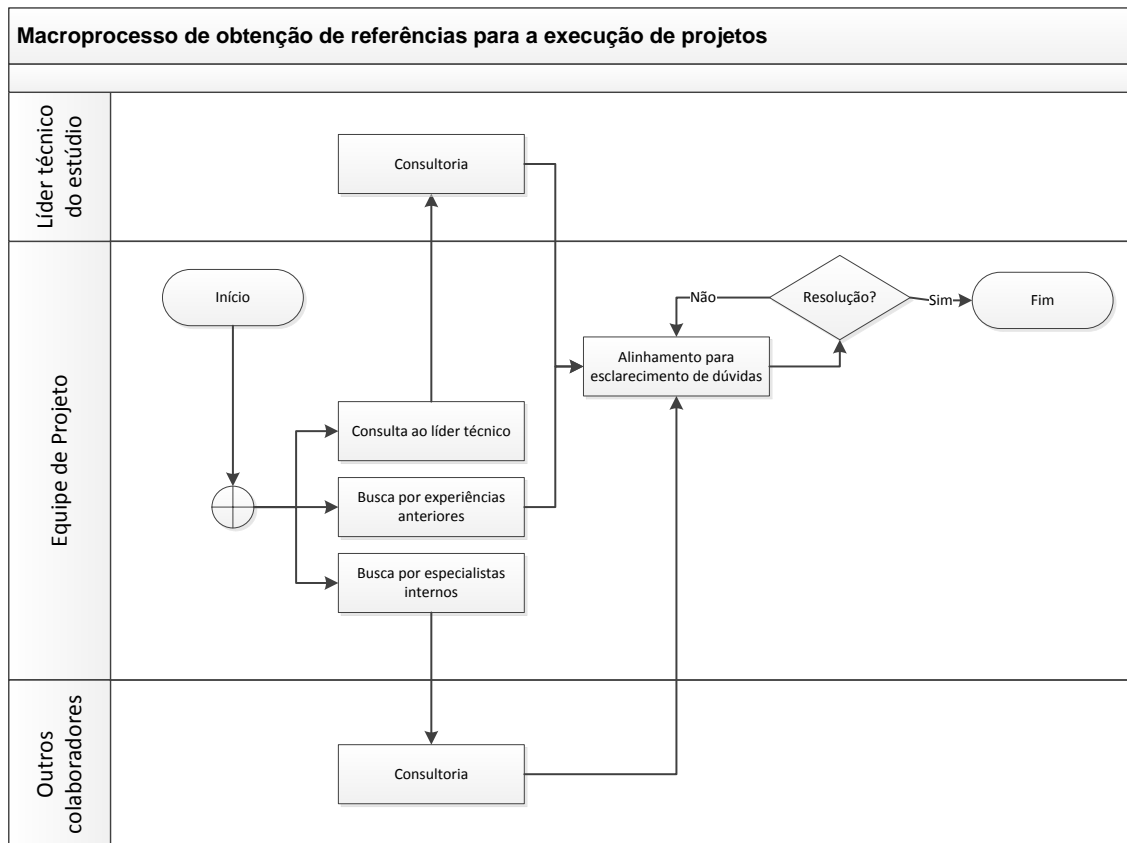 Macroprocesso de obtenção de referências para a execução de projetos
Líder técnico
do estúdio
Consultoria
Equipe de Projeto
Início
Resolução?
Não
Sim
Fim
Alinhamento para
esclarecimento de dúvidas
Consulta ao líder técnico
Busca por experiências
anteriores
Busca por especialistas
internos
Outros
colaboradores
Consultoria